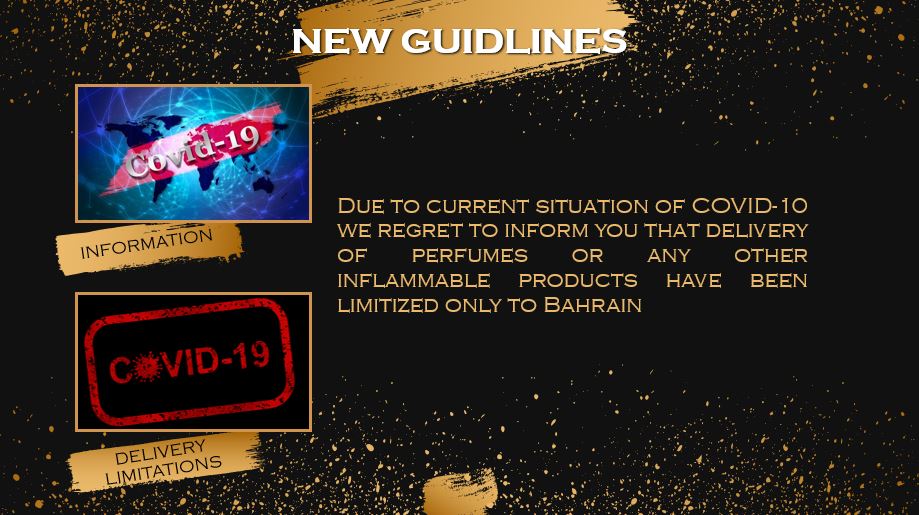 NEW GUIDLINES
Covid-19
INFORMATION
COVID-19
DELIVERY
LIMITATIONS
DUE TO CURRENT SITUATION OF COVID-10
WE REGRET TO INFORM YOU THAT DELIVERY
OF PERFUMES OR ANY OTHER
INFLAMMABLE PRODUCTS HAVE BEEN
LIMITIZED ONLY TO BAHRAIN